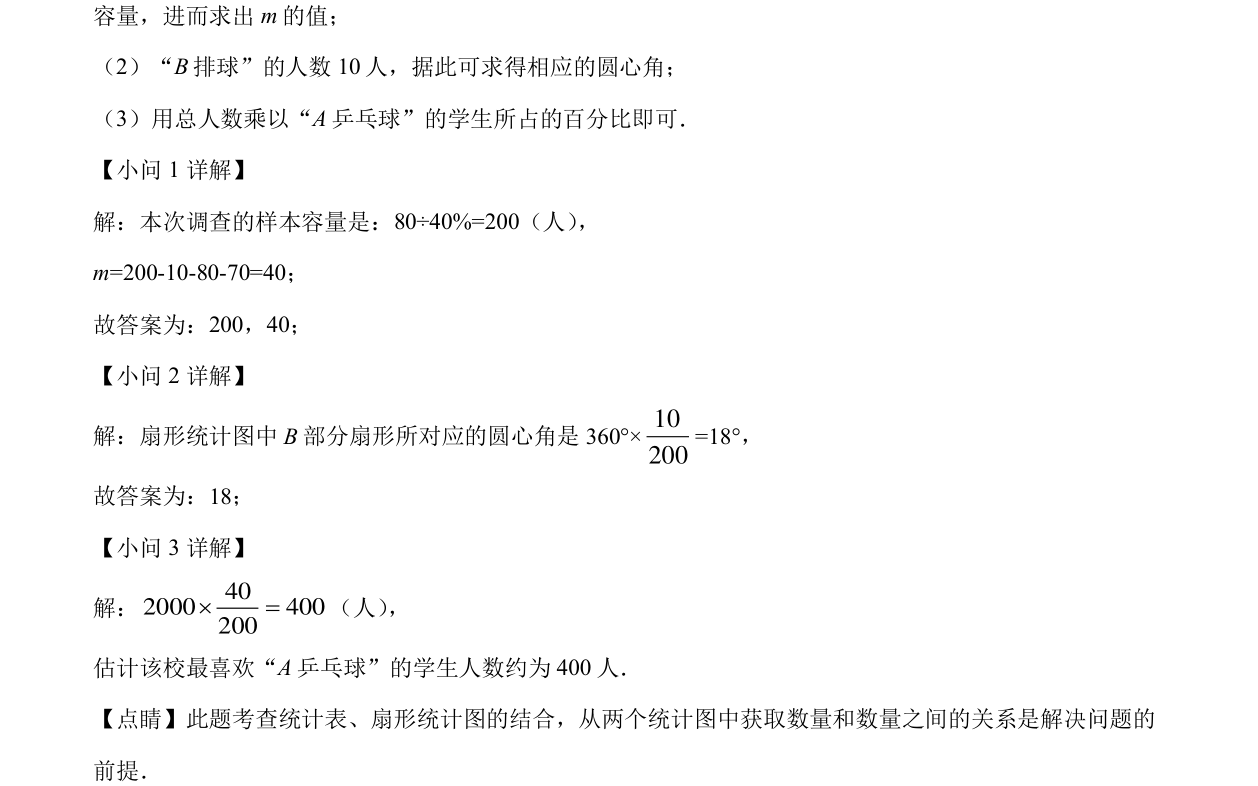 容量，进而求出 m 的值；
（2）“B 排球”的人数 10 人，据此可求得相应的圆心角；
（3）用总人数乘以“A 乒乓球”的学生所占的百分比即可．
【小问 1 详解】
解：本次调查的样本容量是：80÷40%=200（人），
m=200-10-80-70=40；
故答案为：200，40；
【小问 2 详解】
解：扇形统计图中 B 部分扇形所对应的圆心角是 360°×10/200=18°，
故答案为：18；
【小问 3 详解】
解：2000×40/200=400（人），
估计该校最喜欢“A 乒乓球”的学生人数约为 400 人．
【点睛】此题考查统计表、扇形统计图的结合，从两个统计图中获取数量和数量之间的关系是解决问题的
前提．